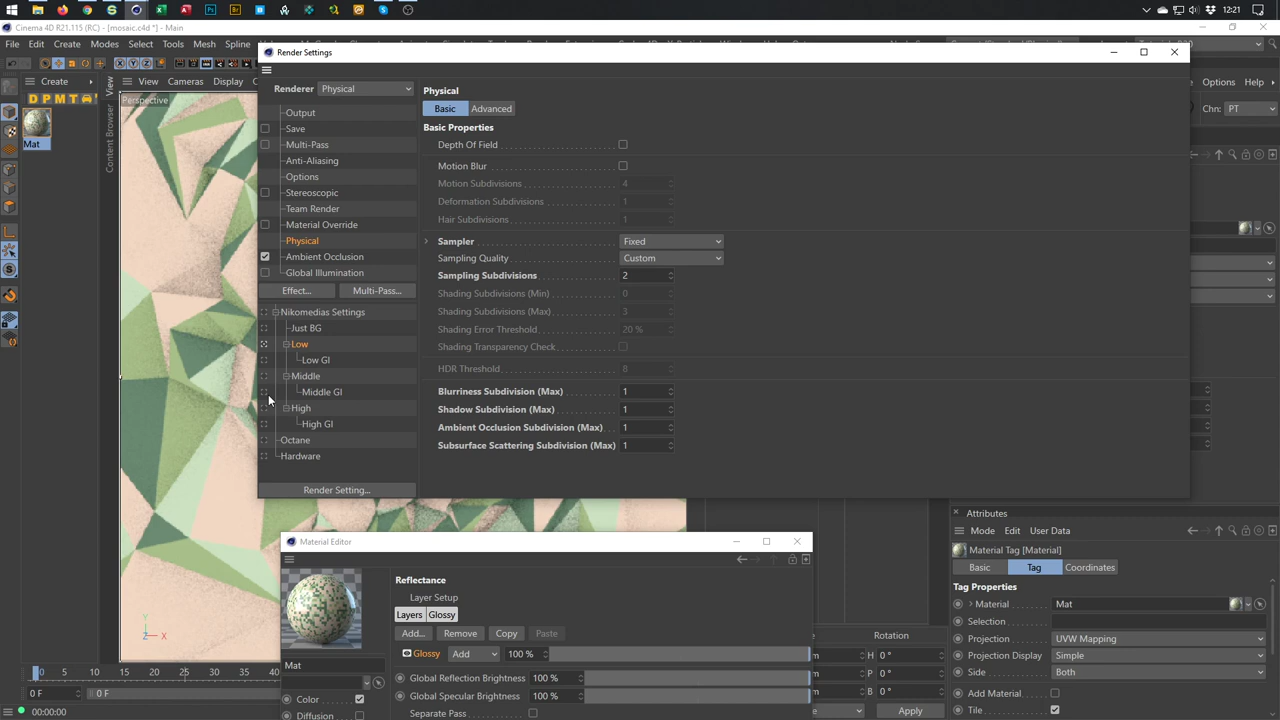 12:21
Cinema 4D R21.115 (RC) - [mosaic.c4d *] - Main
File Edit Create Modes Select Tools Mesh Spline
Render Settings
Options Help
Create View Cameras Display
Renderer Physical
Chn: PT
D P M T
Perspective
View
Content Browser
Mat
Output
Save
Multi-Pass
Anti-Aliasing
Options
Stereoscopic
Team Render
Material Override
Physical
Ambient Occlusion
Global Illumination
Effect... Multi-Pass...
Nikomedias Settings
Just BG
Low
Low GI
Middle
Middle GI
High
High GI
Octane
Hardware
Render Setting...
Physical
Basic Advanced
Basic Properties
Depth Of Field
Motion Blur
Motion Subdivisions 4
Deformation Subdivisions 1
Hair Subdivisions 1
Sampler Fixed
Sampling Quality Custom
Sampling Subdivisions 2
Shading Subdivisions (Min) 0
Shading Subdivisions (Max) 3
Shading Error Threshold 20 %
Shading Transparency Check
HDR Threshold 8
Blurriness Subdivision (Max) 1
Shadow Subdivision (Max) 1
Ambient Occlusion Subdivision (Max) 1
Subsurface Scattering Subdivision (Max) 1
Material Editor
Reflectance
Layer Setup
Layers Glossy
Add... Remove Copy Paste
Glossy Add 100 %
Global Reflection Brightness 100 %
Global Specular Brightness 100 %
Separate Pass
Mat
Color
Diffusion
Attributes
Mode Edit User Data
Material Tag [Material]
Basic Tag Coordinates
Tag Properties
Material Mat
Selection
Projection UVW Mapping
Projection Display Simple
Side Both
Add Material
Tile
Rotation
H 0 °
P 0 °
B 0 °
Apply
Y
Z X
0 5 10 15 20 25 30 35 40
0 F 0 F
00:00:00